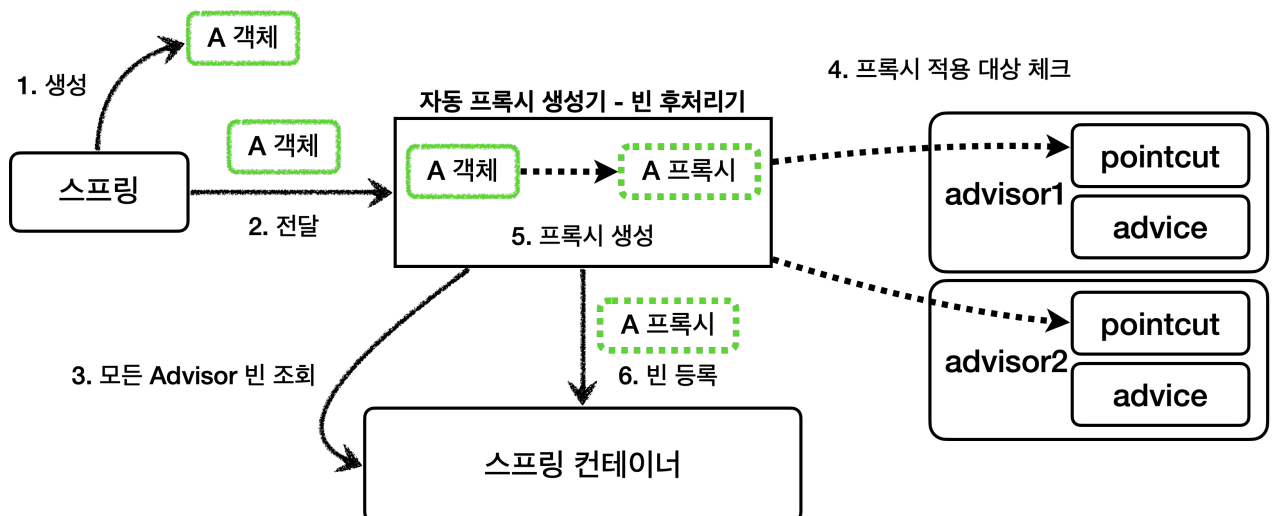 A 객체
1. 생성
4. 프록시 적용 대상 체크
자동 프록시 생성기 - 빈 후처리기
A 객체
스프링
2. 전달
A 객체
A 프록시
5. 프록시 생성
advisor1
pointcut
advice
advisor2
pointcut
advice
A 프록시
3. 모든 Advisor 빈 조회
6. 빈 등록
스프링 컨테이너